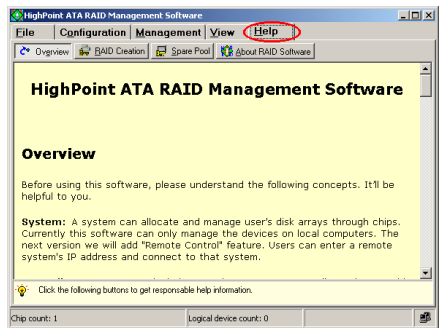 HighPoint ATA RAID Management Software
File Configuration Management View Help
Overview RAID Creation Spare Pool About RAID Software
HighPoint ATA RAID Management Software
Overview
Before using this software, please understand the following concepts. It'll be
helpful to you.
System: A system can allocate and manage user's disk arrays through chips.
Currently this software can only manage the devices on local computers. The
next version we will add "Remote Control" feature. Users can enter a remote
system's IP address and connect to that system.
Click the following buttons to get responsable help information.
Chip count: 1 Logical device count: 0